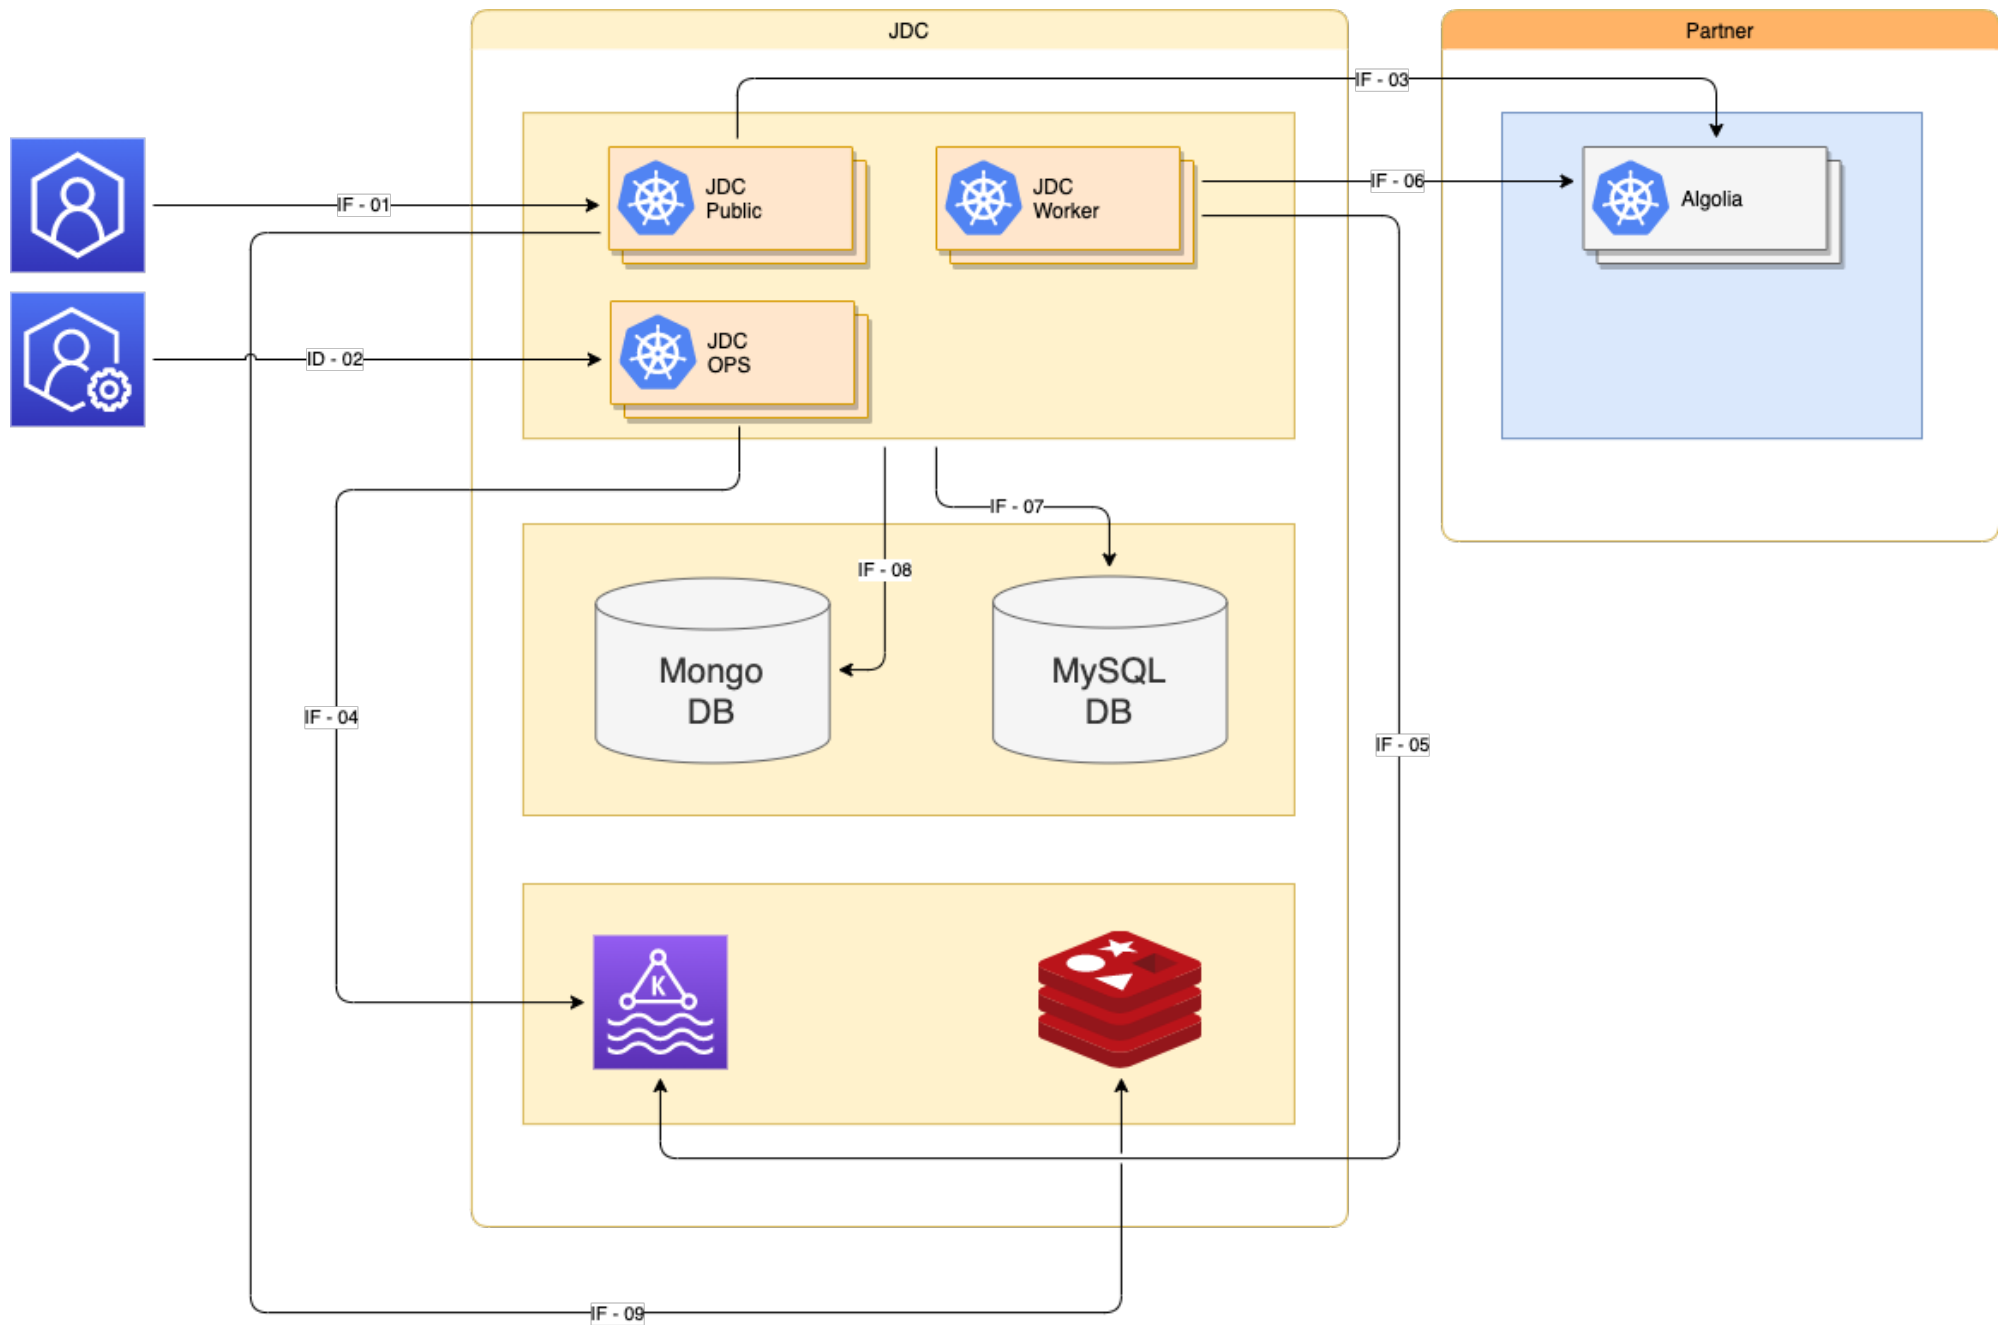 JDC
Partner
IF - 03
JDC
Public
JDC
Worker
IF - 06
Algolia
IF - 01
JDC
OPS
ID - 02
IF - 07
IF - 08
Mongo
DB
MySQL
DB
IF - 04
IF - 05
K
IF - 09